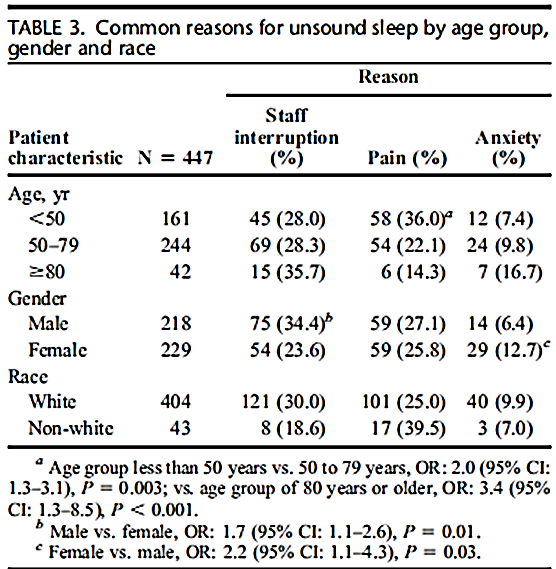 TABLE 3. Common reasons for unsound sleep by age group,
gender and race
Reason
Patient characteristic N = 447 Staff interruption (%) Pain (%) Anxiety (%)
Age, yr
<50 161 45 (28.0) 58 (36.0)a 12 (7.4)
50–79 244 69 (28.3) 54 (22.1) 24 (9.8)
≥80 42 15 (35.7) 6 (14.3) 7 (16.7)
Gender
Male 218 75 (34.4)b 59 (27.1) 14 (6.4)
Female 229 54 (23.6) 59 (25.8) 29 (12.7)c
Race
White 404 121 (30.0) 101 (25.0) 40 (9.9)
Non-white 43 8 (18.6) 17 (39.5) 3 (7.0)
a Age group less than 50 years vs. 50 to 79 years, OR: 2.0 (95% CI:
1.3–3.1), P = 0.003; vs. age group of 80 years or older, OR: 3.4 (95%
CI: 1.3–8.5), P < 0.001.
b Male vs. female, OR: 1.7 (95% CI: 1.1–2.6), P = 0.01.
c Female vs. male, OR: 2.2 (95% CI: 1.1–4.3), P = 0.03.